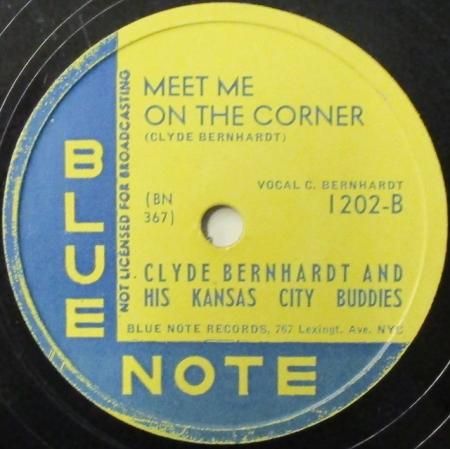 MEET ME
ON THE CORNER
(CLYDE BERNHARDT)
NOT LICENSED FOR BROADCASTING
BLUE
VOCAL C. BERNHARDT
(BN
367)
1202-B
CLYDE BERNHARDT AND
HIS KANSAS CITY BUDDIES
BLUE NOTE RECORDS, 767 Lexingt. Ave. NYC
NOTE